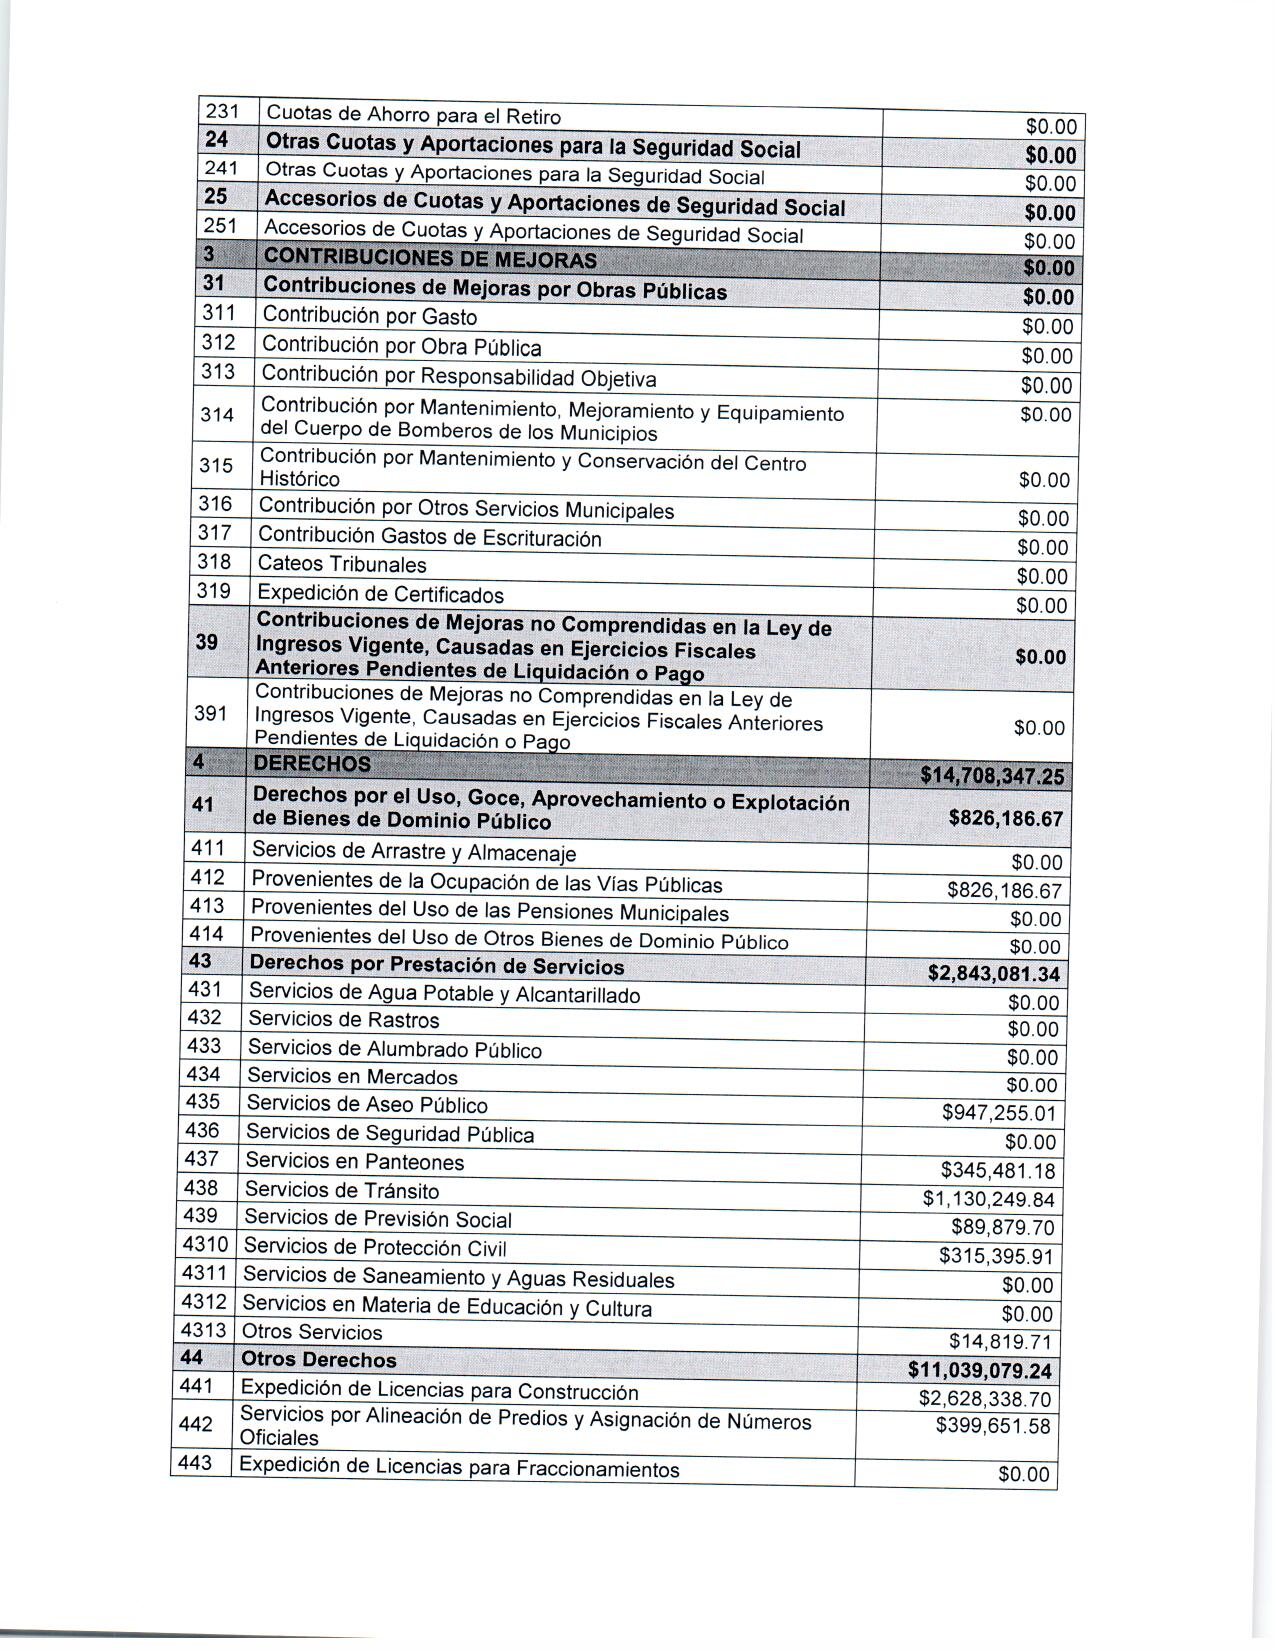 231 Cuotas de Ahorro para el Retiro $0.00
24 Otras Cuotas y Aportaciones para la Seguridad Social $0.00
241 Otras Cuotas y Aportaciones para la Seguridad Social $0.00
25 Accesorios de Cuotas y Aportaciones de Seguridad Social $0.00
251 Accesorios de Cuotas y Aportaciones de Seguridad Social $0.00
3 CONTRIBUCIONES DE MEJORAS $0.00
31 Contribuciones de Mejoras por Obras Públicas $0.00
311 Contribución por Gasto $0.00
312 Contribución por Obra Pública $0.00
313 Contribución por Responsabilidad Objetiva $0.00
314 Contribución por Mantenimiento, Mejoramiento y Equipamiento $0.00
del Cuerpo de Bomberos de los Municipios
315 Contribución por Mantenimiento y Conservación del Centro
Histórico $0.00
316 Contribución por Otros Servicios Municipales $0.00
317 Contribución Gastos de Escrituración $0.00
318 Cateos Tribunales $0.00
319 Expedición de Certificados $0.00
Contribuciones de Mejoras no Comprendidas en la Ley de
39 Ingresos Vigente, Causadas en Ejercicios Fiscales $0.00
Anteriores Pendientes de Liquidación o Pago
Contribuciones de Mejoras no Comprendidas en la Ley de
391 Ingresos Vigente, Causadas en Ejercicios Fiscales Anteriores $0.00
Pendientes de Liquidación o Pago
4 DERECHOS $14,708,347.25
41 Derechos por el Uso, Goce, Aprovechamiento o Explotación
de Bienes de Dominio Público $826,186.67
411 Servicios de Arrastre y Almacenaje $0.00
412 Provenientes de la Ocupación de las Vías Públicas $826,186.67
413 Provenientes del Uso de las Pensiones Municipales $0.00
414 Provenientes del Uso de Otros Bienes de Dominio Público $0.00
43 Derechos por Prestación de Servicios $2,843,081.34
431 Servicios de Agua Potable y Alcantarillado $0.00
432 Servicios de Rastros $0.00
433 Servicios de Alumbrado Público $0.00
434 Servicios en Mercados $0.00
435 Servicios de Aseo Público $947,255.01
436 Servicios de Seguridad Pública $0.00
437 Servicios en Panteones $345,481.18
438 Servicios de Tránsito $1,130,249.84
439 Servicios de Previsión Social $89,879.70
4310 Servicios de Protección Civil $315,395.91
4311 Servicios de Saneamiento y Aguas Residuales $0.00
4312 Servicios en Materia de Educación y Cultura $0.00
4313 Otros Servicios $14,819.71
44 Otros Derechos $11,039,079.24
441 Expedición de Licencias para Construcción $2,628,338.70
442 Servicios por Alineación de Predios y Asignación de Números $399,651.58
Oficiales
443 Expedición de Licencias para Fraccionamientos $0.00